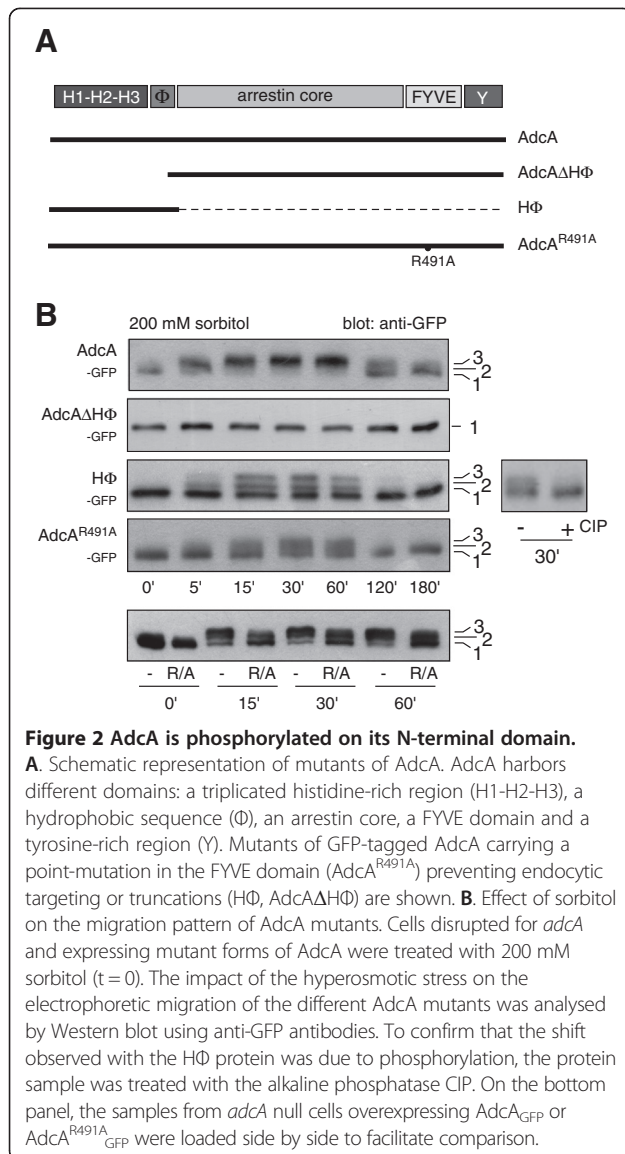 A
H1-H2-H3 Φ arrestin core FYVE Y
AdcA
AdcAΔHΦ
HΦ
AdcA^R491A
R491A
B
200 mM sorbitol blot: anti-GFP
AdcA
-GFP
3
2
1
AdcAΔHΦ
-GFP
1
HΦ
-GFP
3
2
1
- + CIP
30'
AdcA^R491A
-GFP
3
2
1
0' 5' 15' 30' 60' 120' 180'
3
2
1
- R/A - R/A - R/A - R/A
0' 15' 30' 60'
Figure 2 AdcA is phosphorylated on its N-terminal domain.
A. Schematic representation of mutants of AdcA. AdcA harbors
different domains: a triplicated histidine-rich region (H1-H2-H3), a
hydrophobic sequence (Φ), an arrestin core, a FYVE domain and a
tyrosine-rich region (Y). Mutants of GFP-tagged AdcA carrying a
point-mutation in the FYVE domain (AdcA^R491A) preventing endocytic
targeting or truncations (HΦ, AdcAΔHΦ) are shown. B. Effect of sorbitol
on the migration pattern of AdcA mutants. Cells disrupted for adcA
and expressing mutant forms of AdcA were treated with 200 mM
sorbitol (t = 0). The impact of the hyperosmotic stress on the
electrophoretic migration of the different AdcA mutants was analysed
by Western blot using anti-GFP antibodies. To confirm that the shift
observed with the HΦ protein was due to phosphorylation, the protein
sample was treated with the alkaline phosphatase CIP. On the bottom
panel, the samples from adcA null cells overexpressing AdcA_GFP or
AdcA^R491A_GFP were loaded side by side to facilitate comparison.